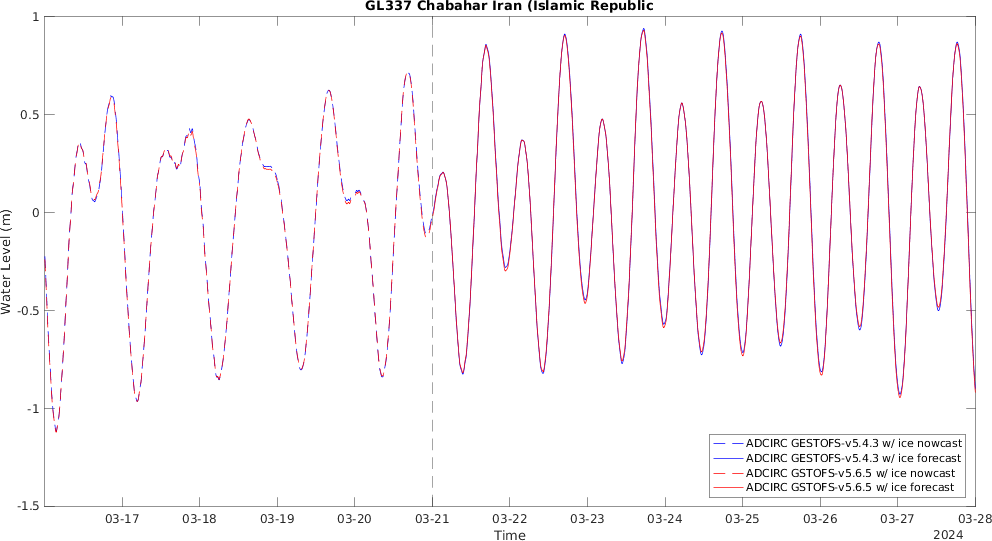 GL337 Chabahar Iran (Islamic Republic
1
0.5
0
-0.5
-1
-1.5
Water Level (m)
03-17 03-18 03-19 03-20 03-21 03-22 03-23 03-24 03-25 03-26 03-27 03-28
Time
2024
ADCIRC GESTOFS-v5.4.3 w/ ice nowcast
ADCIRC GESTOFS-v5.4.3 w/ ice forecast
ADCIRC GSTOFS-v5.6.5 w/ ice nowcast
ADCIRC GSTOFS-v5.6.5 w/ ice forecast